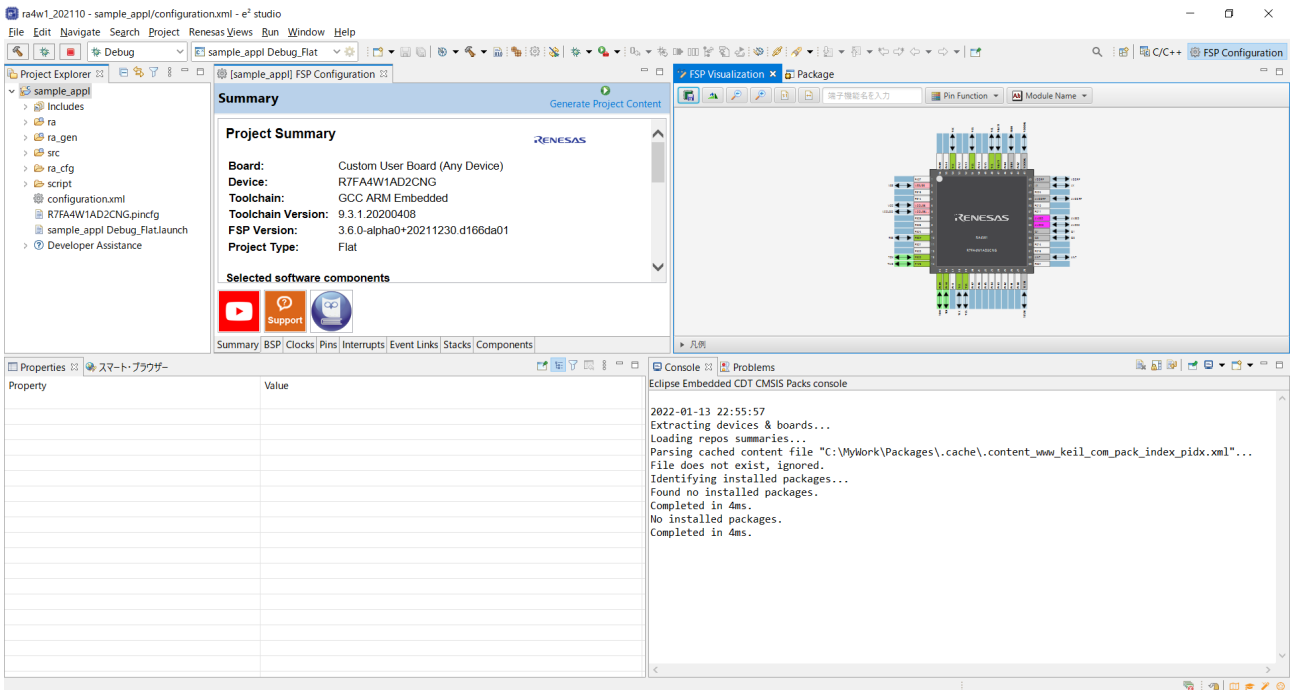 ra4w1_202110 - sample_appl/configuration.xml - e² studio
File Edit Navigate Search Project Renesas Views Run Window Help
Debug
sample_appl Debug_Flat
C/C++
FSP Configuration
Project Explorer
sample_appl
Includes
ra
ra_gen
src
ra_cfg
script
configuration.xml
R7FA4W1AD2CNG.pincfg
sample_appl Debug_Flat.launch
Developer Assistance
[sample_appl] FSP Configuration
Summary
Generate Project Content
Project Summary
RENESAS
Board: Custom User Board (Any Device)
Device: R7FA4W1AD2CNG
Toolchain: GCC ARM Embedded
Toolchain Version: 9.3.1.20200408
FSP Version: 3.6.0-alpha0+20211230.d166da01
Project Type: Flat
Selected software components
Support
Summary BSP Clocks Pins Interrupts Event Links Stacks Components
FSP Visualization
Package
端子機能名を入力
Pin Function
Module Name
RENESAS
凡例
Properties
スマート・ブラウザー
Property Value
Console
Problems
Eclipse Embedded CDT CMSIS Packs console
2022-01-13 22:55:57
Extracting devices & boards...
Loading repos summaries...
Parsing cached content file "C:\MyWork\Packages\.cache\.content_www_keil_com_pack_index_pidx.xml"...
File does not exist, ignored.
Identifying installed packages...
Found no installed packages.
Completed in 4ms.
No installed packages.
Completed in 4ms.